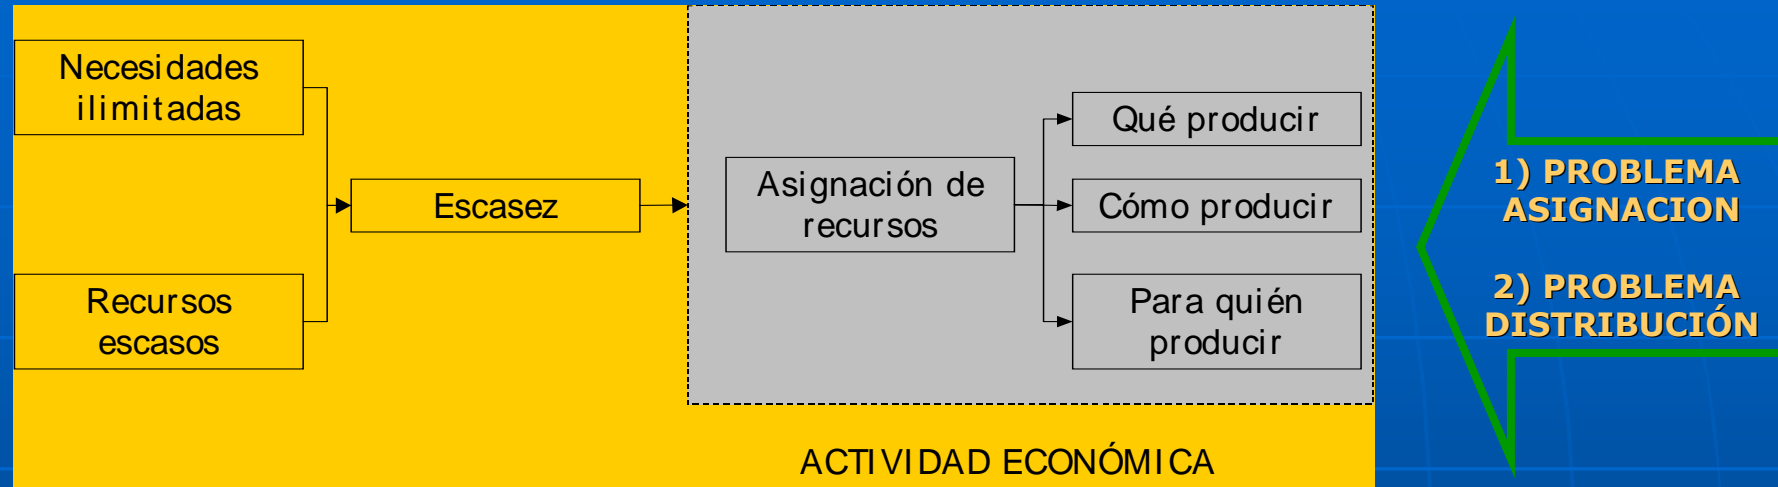 Necesidades
ilimitadas
Recursos
escasos
Escasez
Asignación de
recursos
Qué producir
Cómo producir
Para quién
producir
ACTIVIDAD ECONÓMICA
1) PROBLEMA
ASIGNACION
2) PROBLEMA
DISTRIBUCIÓN